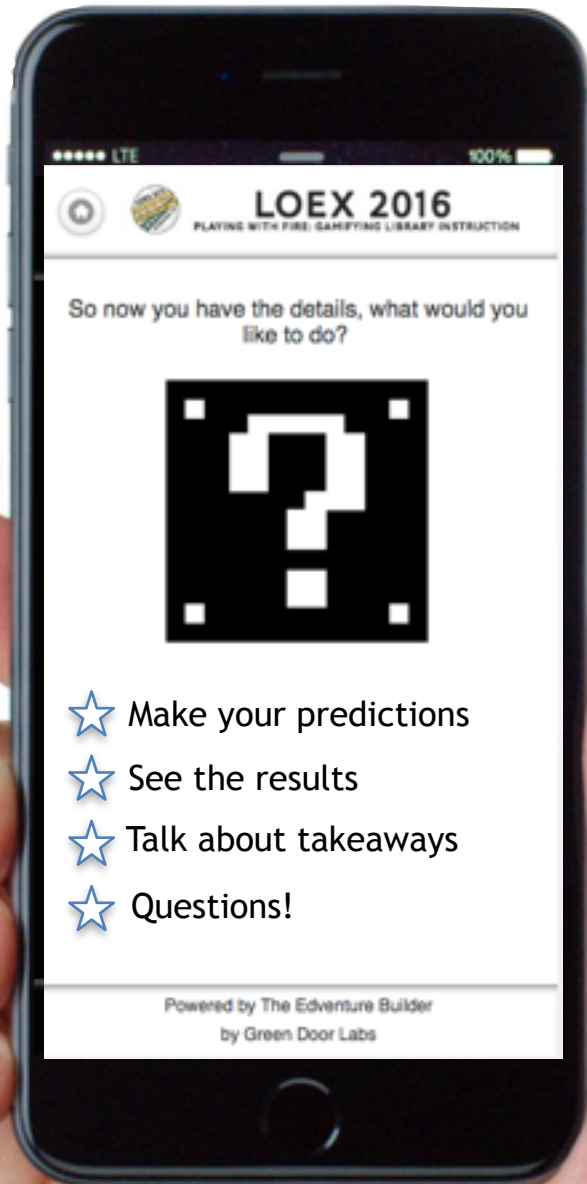 LTE 100%
LOEX 2016
PLAYING WITH FIRE: GAMIFYING LIBRARY INSTRUCTION
So now you have the details, what would you
like to do?
?
Make your predictions
See the results
Talk about takeaways
Questions!
Powered by The Edventure Builder
by Green Door Labs